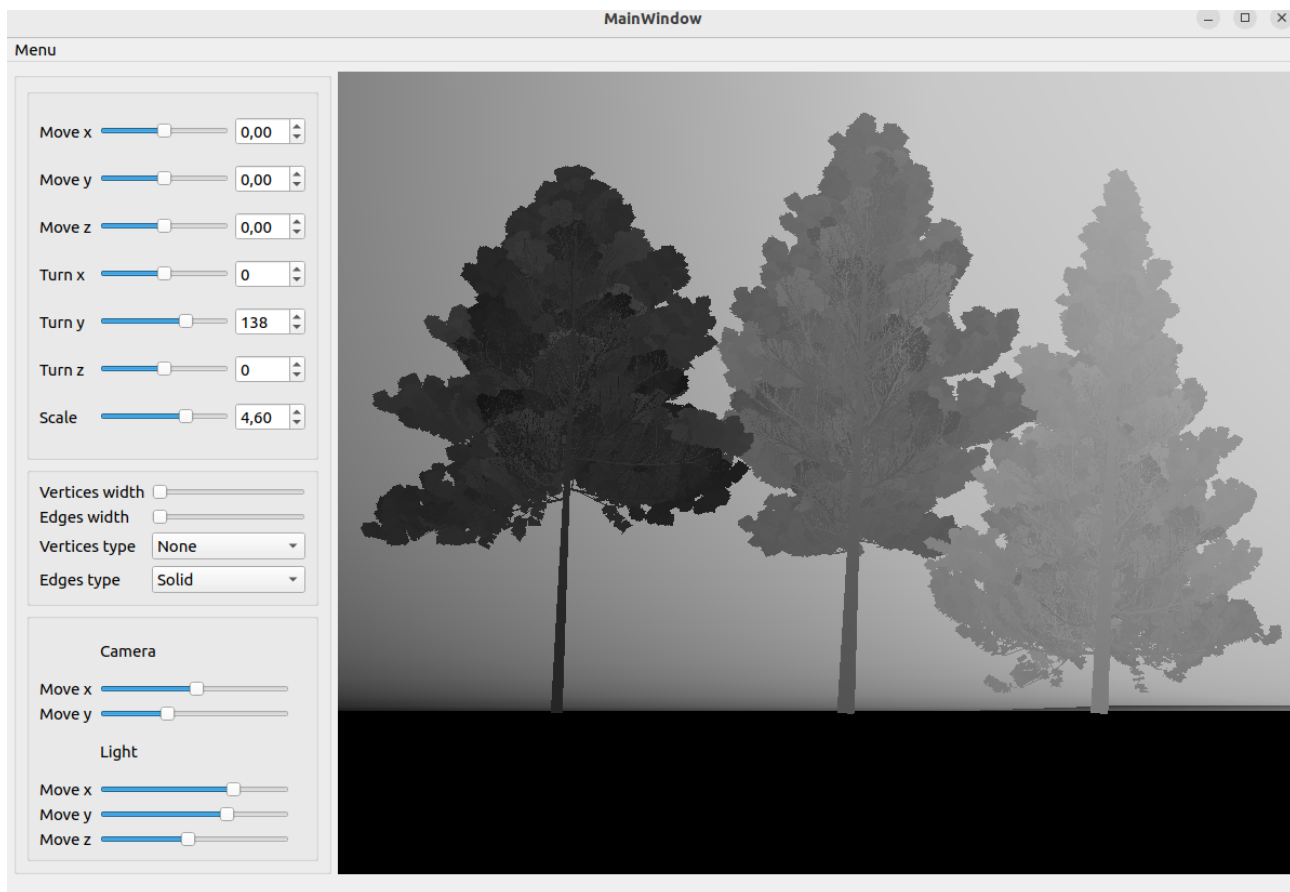 MainWindow
Menu
Move x 0,00
Move y 0,00
Move z 0,00
Turn x 0
Turn y 138
Turn z 0
Scale 4,60
Vertices width
Edges width
Vertices type None
Edges type Solid
Camera
Move x
Move y
Light
Move x
Move y
Move z